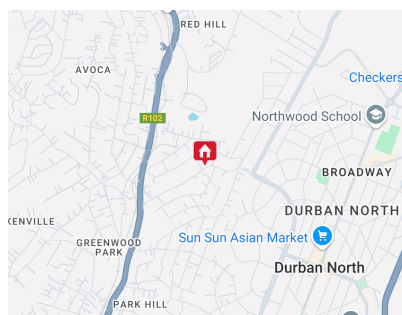 RED HILL
AVOCA
Checkers
Northwood School
R102
BROADWAY
DURBAN NORTH
KENVILLE
Sun Sun Asian Market
GREENWOOD
PARK
Durban North
PARK HILL